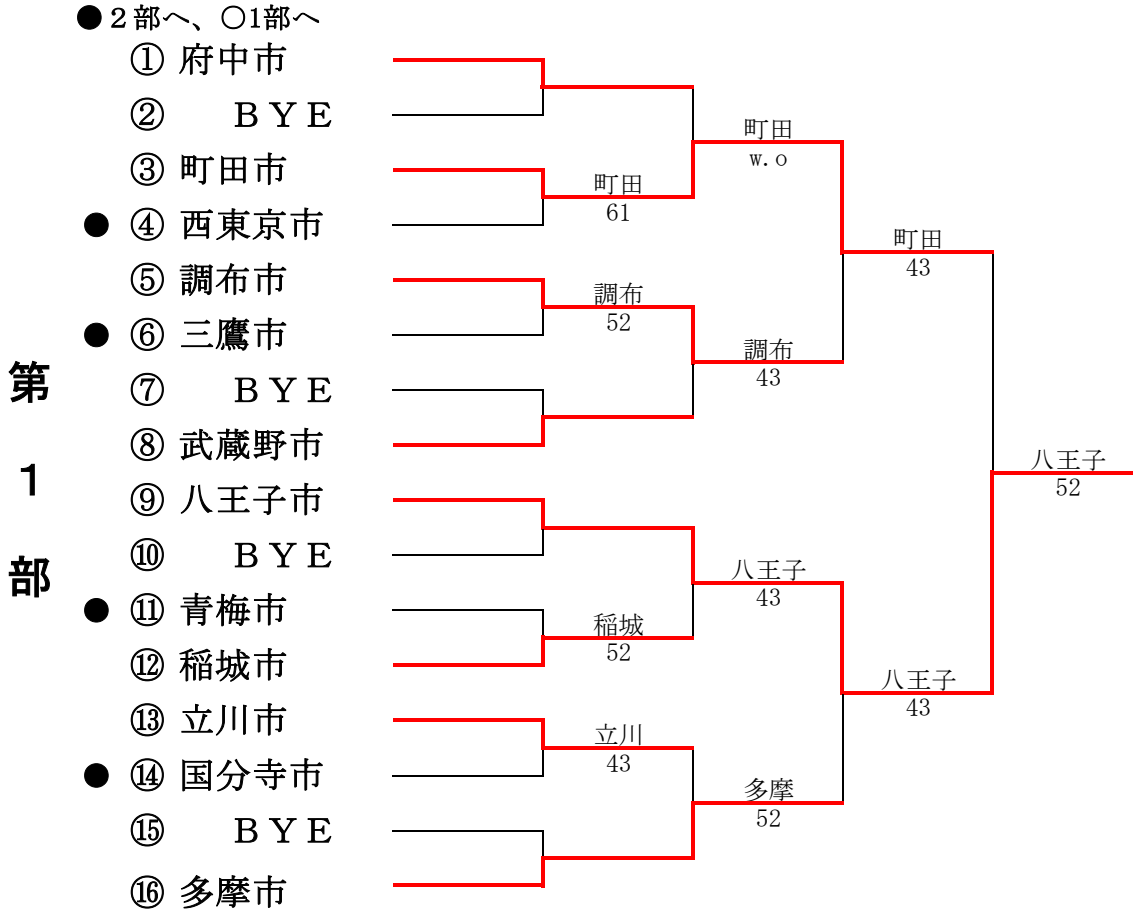 ●２部へ、○1部へ
① 府中市
② ＢＹＥ
③ 町田市
● ④ 西東京市
⑤ 調布市
● ⑥ 三鷹市
⑦ ＢＹＥ
⑧ 武蔵野市
⑨ 八王子市
⑩ ＢＹＥ
● ⑪ 青梅市
⑫ 稲城市
⑬ 立川市
● ⑭ 国分寺市
⑮ ＢＹＥ
⑯ 多摩市
第１部
町田
61
調布
52
稲城
52
立川
43
町田
w.o
調布
43
八王子
43
多摩
52
町田
43
八王子
43
八王子
52